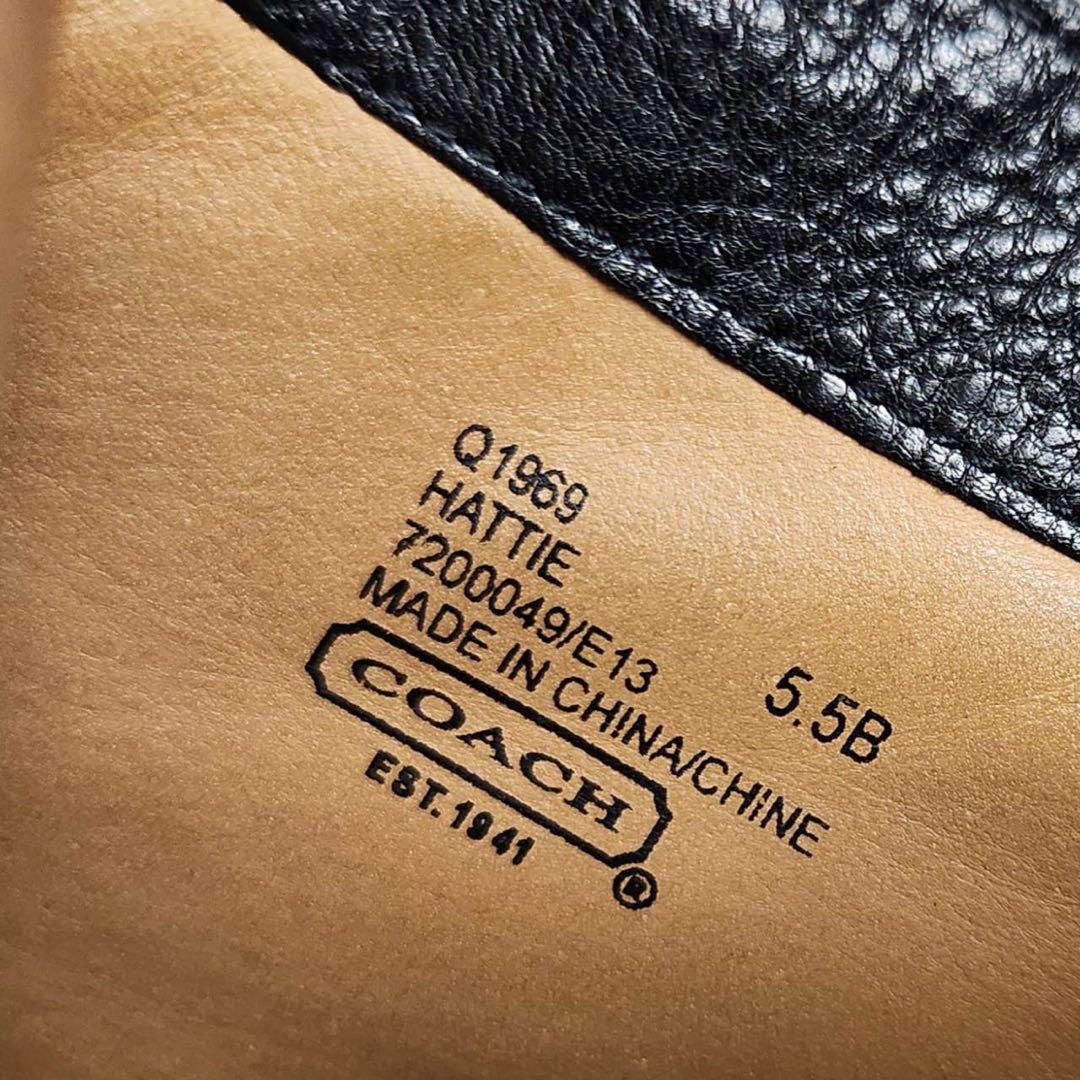 Q1969
HATTIE
7200049/E13
5.5B
MADE IN CHINA/CHINE
COACH
EST.1941
®